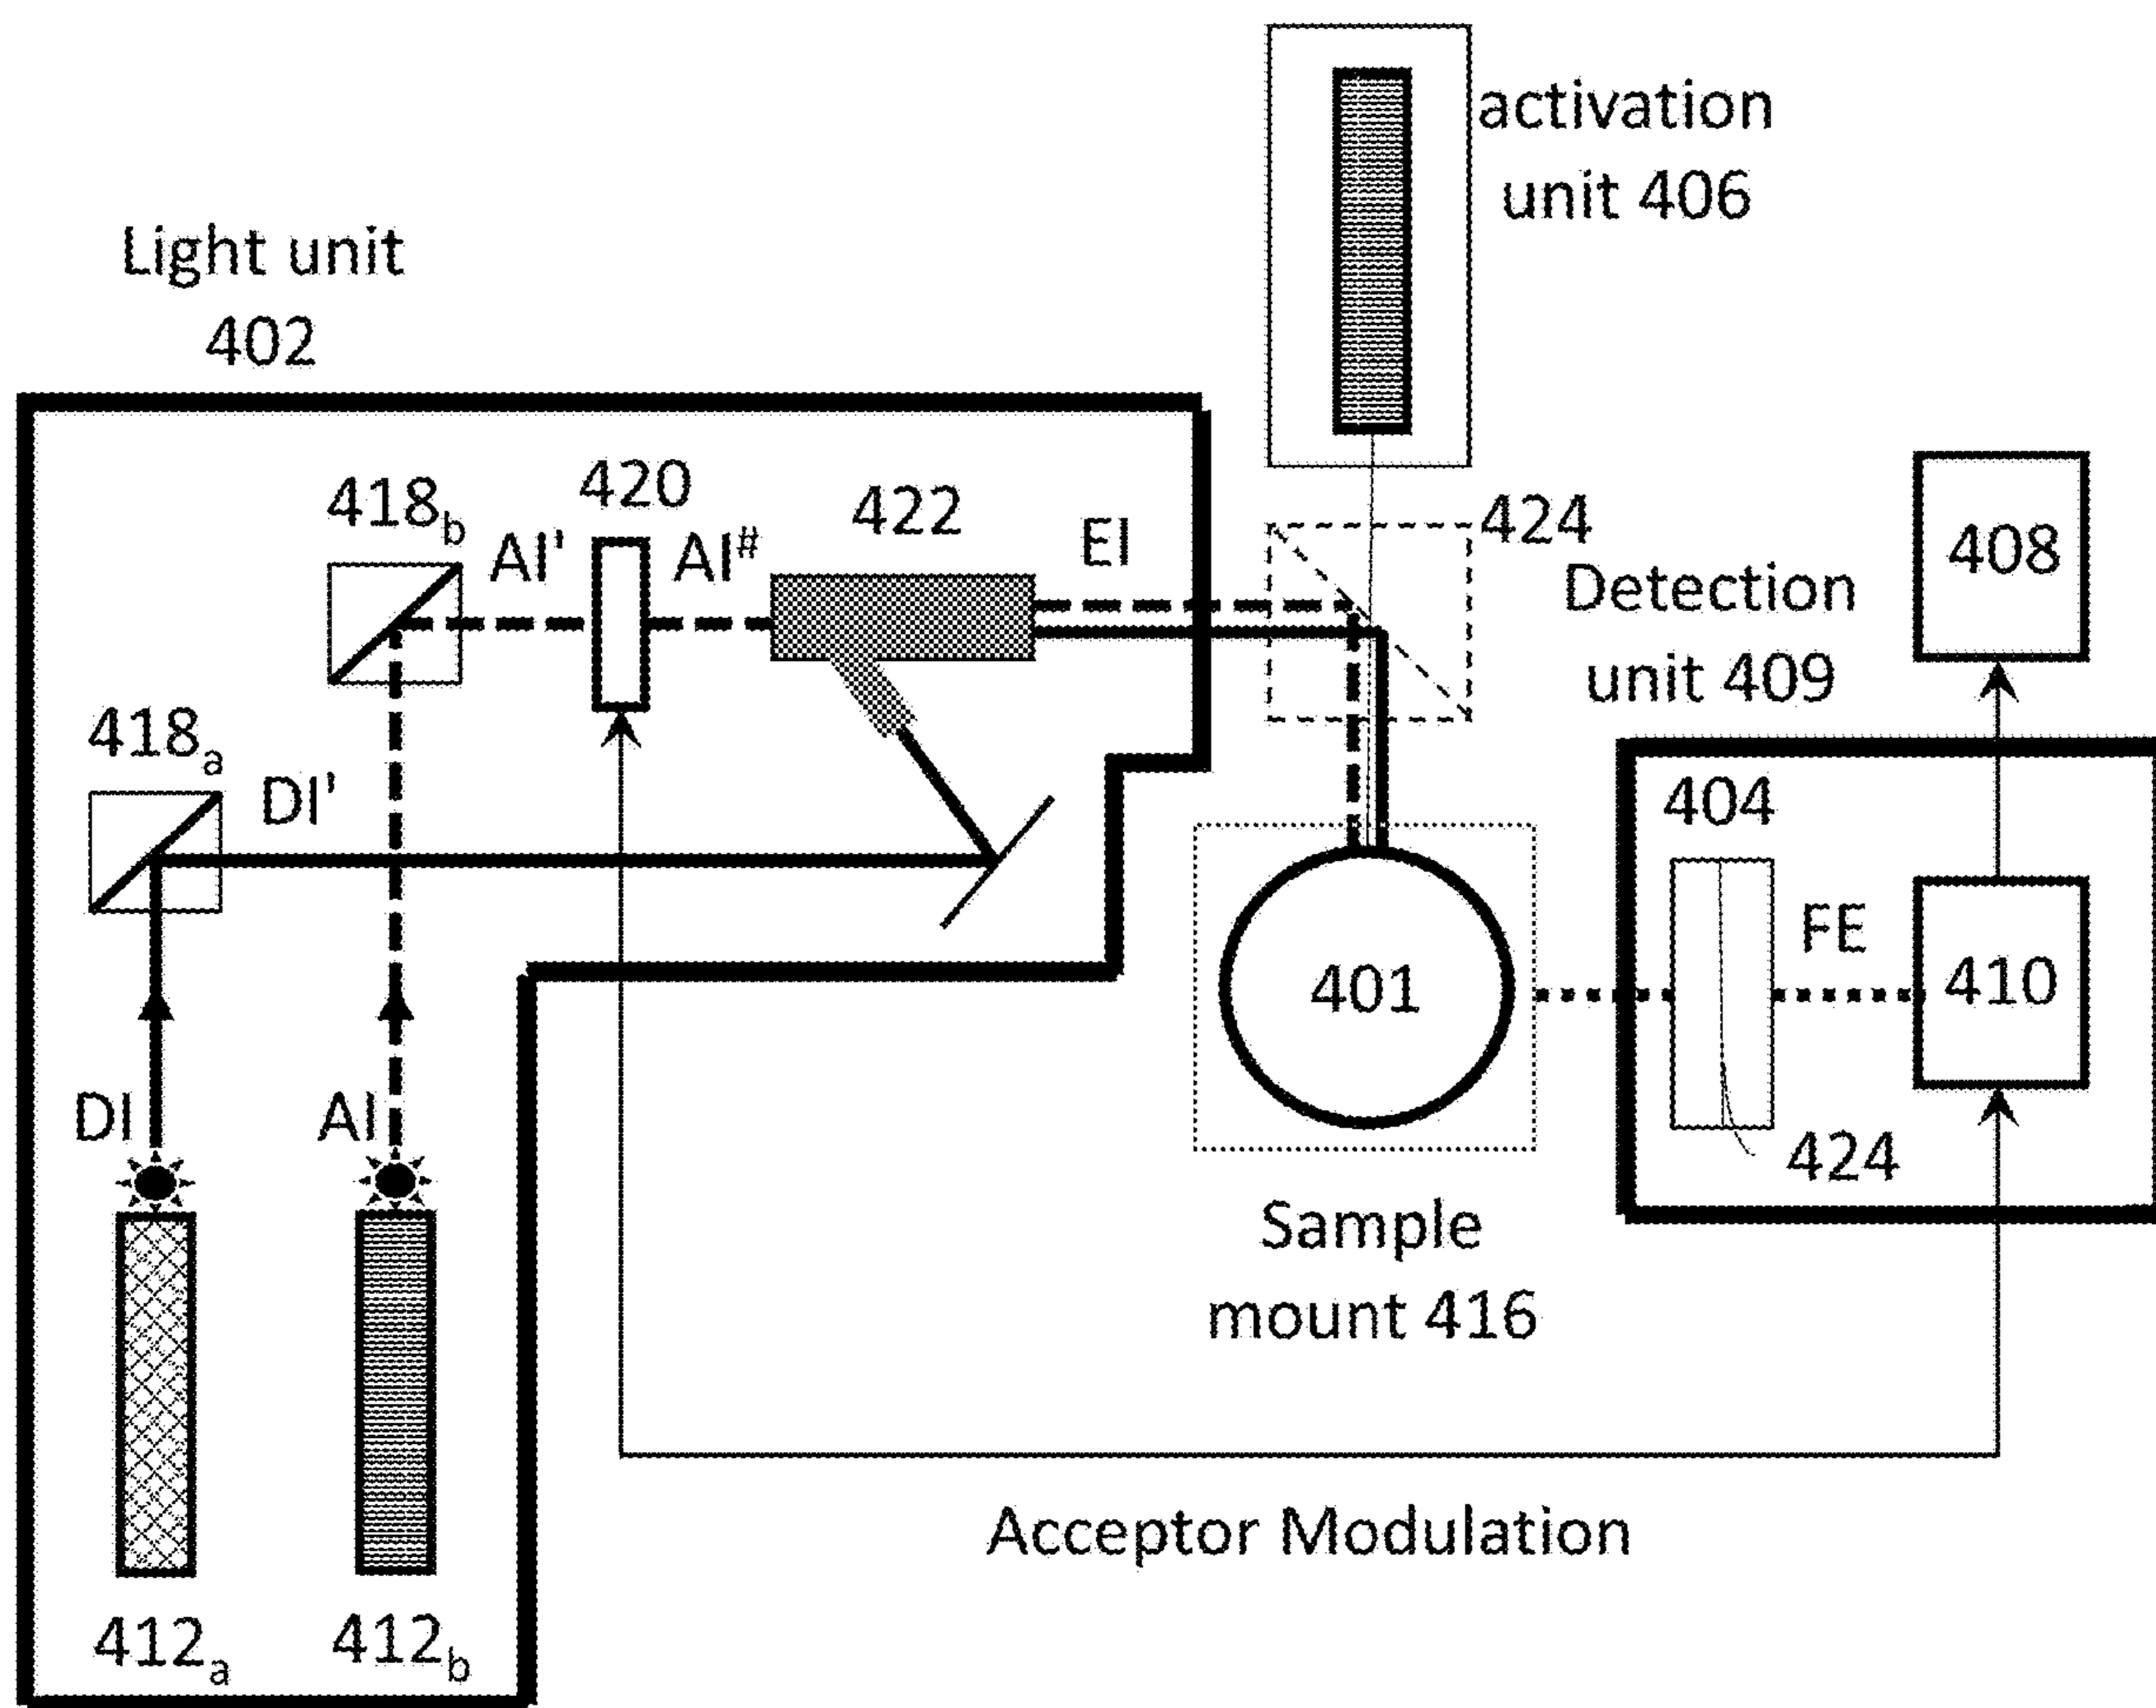 activation
unit 406
Light unit
402
418b
420
422
AI'
AI#
EI
424
408
Detection
unit 409
418a
DI'
404
FE
410
401
DI
AI
424
Sample
mount 416
Acceptor Modulation
412a
412b